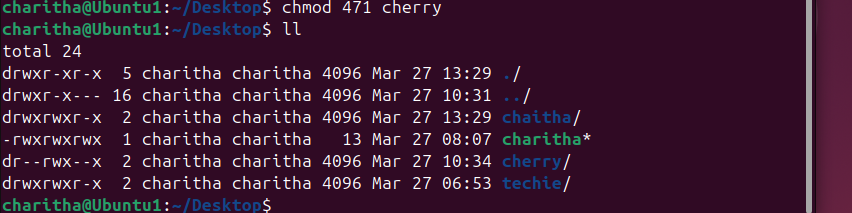 charitha@Ubuntu1:~/Desktop$ chmod 471 cherry
charitha@Ubuntu1:~/Desktop$ ll
total 24
drwxr-xr-x  5 charitha charitha 4096 Mar 27 13:29 ./
drwxr-x--- 16 charitha charitha 4096 Mar 27 10:31 ../
drwxrwxr-x  2 charitha charitha 4096 Mar 27 13:29 chaitha/
-rwxrwxrwx  1 charitha charitha   13 Mar 27 08:07 charitha*
dr--rwx--x  2 charitha charitha 4096 Mar 27 10:34 cherry/
drwxrwxr-x  2 charitha charitha 4096 Mar 27 06:53 techie/
charitha@Ubuntu1:~/Desktop$